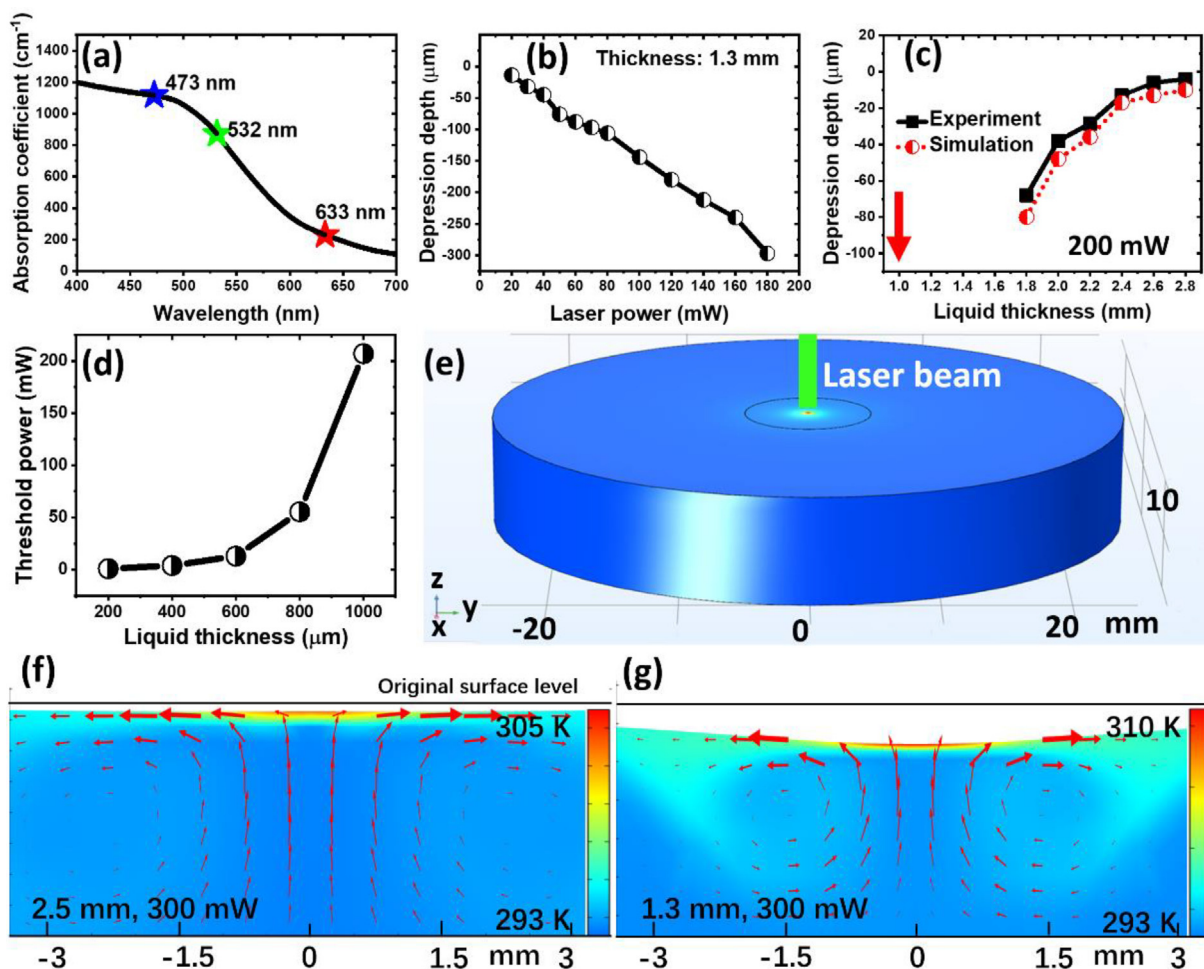 (a)
473 nm
532 nm
633 nm
1400
1200
1000
800
600
400
200
0
400 450 500 550 600 650 700
Absorption coefficient (cm⁻¹)
Wavelength (nm)
(b)
Thickness: 1.3 mm
0
-50
-100
-150
-200
-250
-300
0 20 40 60 80 100 120 140 160 180 200
Depression depth (μm)
Laser power (mW)
(c)
Experiment
Simulation
200 mW
20
0
-20
-40
-60
-80
-100
1.0 1.2 1.4 1.6 1.8 2.0 2.2 2.4 2.6 2.8
Depression depth (μm)
Liquid thickness (mm)
(d)
200
150
100
50
0
200 400 600 800 1000
Threshold power (mW)
Liquid thickness (μm)
(e)
Laser beam
10
z
y
x
-20 0 20 mm
(f)
Original surface level
305 K
2.5 mm, 300 mW
293 K
-3 -1.5 0 1.5 mm 3
(g)
310 K
1.3 mm, 300 mW
293 K
-3 -1.5 0 mm 1.5 3